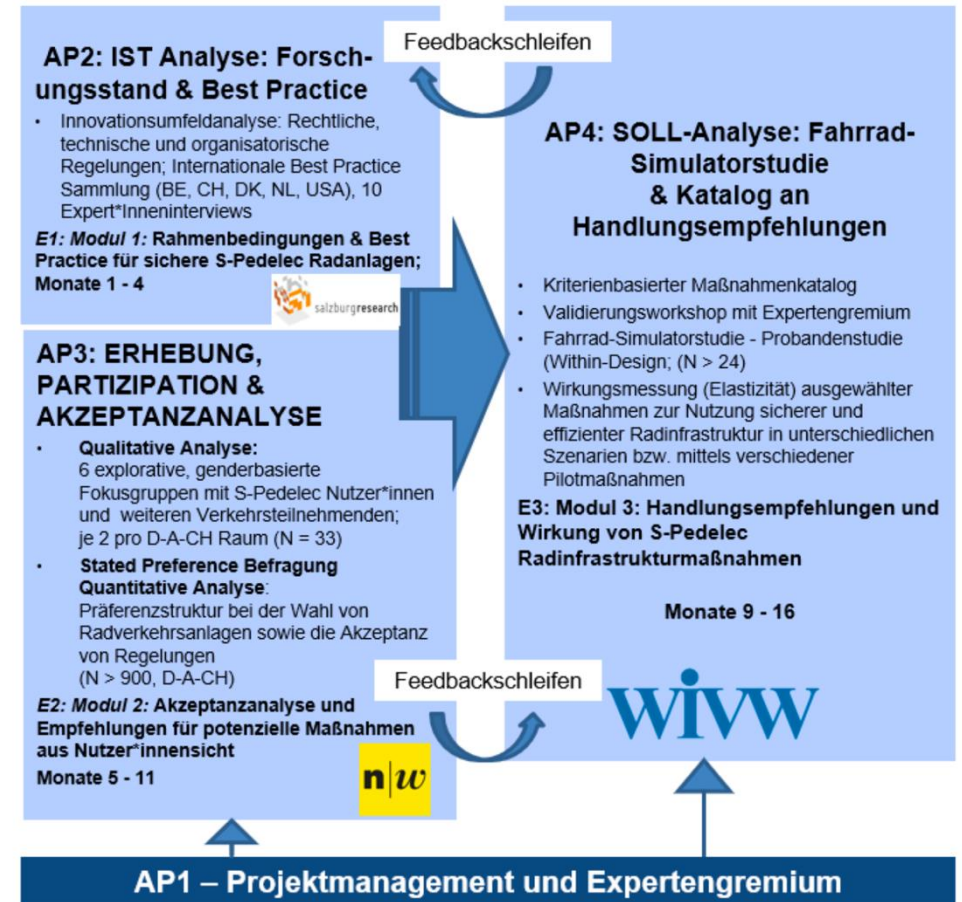 Feedbackschleifen
AP2: IST Analyse: Forsch-
ungsstand & Best Practice
• Innovationsumfeldanalyse: Rechtliche,
technische und organisatorische
Regelungen; Internationale Best Practice
Sammlung (BE, CH, DK, NL, USA), 10
Expert*Inneninterviews
E1: Modul 1: Rahmenbedingungen & Best
Practice für sichere S-Pedelec Radanlagen;
Monate 1 - 4
salzburgresearch
AP3: ERHEBUNG,
PARTIZIPATION &
AKZEPTANZANALYSE
• Qualitative Analyse:
6 explorative, genderbasierte
Fokusgruppen mit S-Pedelec Nutzer*innen
und weiteren Verkehrsteilnehmenden;
je 2 pro D-A-CH Raum (N = 33)
• Stated Preference Befragung
Quantitative Analyse:
Präferenzstruktur bei der Wahl von
Radverkehrsanlagen sowie die Akzeptanz
von Regelungen
(N > 900, D-A-CH)
E2: Modul 2: Akzeptanzanalyse und
Empfehlungen für potenzielle Maßnahmen
aus Nutzer*innensicht
Monate 5 - 11
n|w
AP4: SOLL-Analyse: Fahrrad-
Simulatorstudie
& Katalog an
Handlungsempfehlungen
• Kriterienbasierter Maßnahmenkatalog
• Validierungsworkshop mit Expertengremium
• Fahrrad-Simulatorstudie - Probandenstudie
(Within-Design; (N > 24)
• Wirkungsmessung (Elastizität) ausgewählter
Maßnahmen zur Nutzung sicherer und
effizienter Radinfrastruktur in unterschiedlichen
Szenarien bzw. mittels verschiedener
Pilotmaßnahmen
E3: Modul 3: Handlungsempfehlungen und
Wirkung von S-Pedelec
Radinfrastrukturmaßnahmen
Monate 9 - 16
Feedbackschleifen
wivw
AP1 – Projektmanagement und Expertengremium